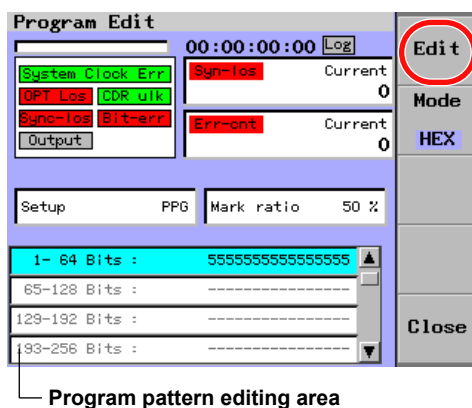 Program Edit
00:00:00:00 Log
System Clock Err
OPT Los CDR ulk
Sync-los Bit-err
Output
Syn-los Current
0
Err-cnt Current
0
Setup PPG
Mark ratio 50 %
1- 64 Bits : 5555555555555555
65-128 Bits : ----------------
129-192 Bits : ----------------
193-256 Bits : ----------------
Edit
Mode
HEX
Close
Program pattern editing area